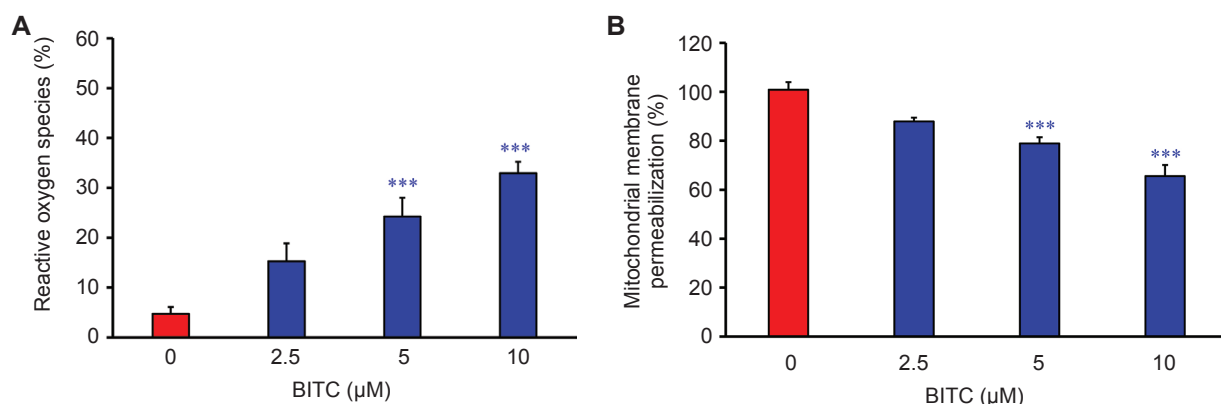 A
Reactive oxygen species (%)
60
50
40
30
20
10
0
***
***
0 2.5 5 10
BITC (µM)
B
Mitochondrial membrane
permeabilization (%)
120
100
80
60
40
20
0
***
***
0 2.5 5 10
BITC (µM)